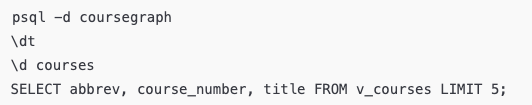 psql -d coursegraph
\dt
\d courses
SELECT abbrev, course_number, title FROM v_courses LIMIT 5;